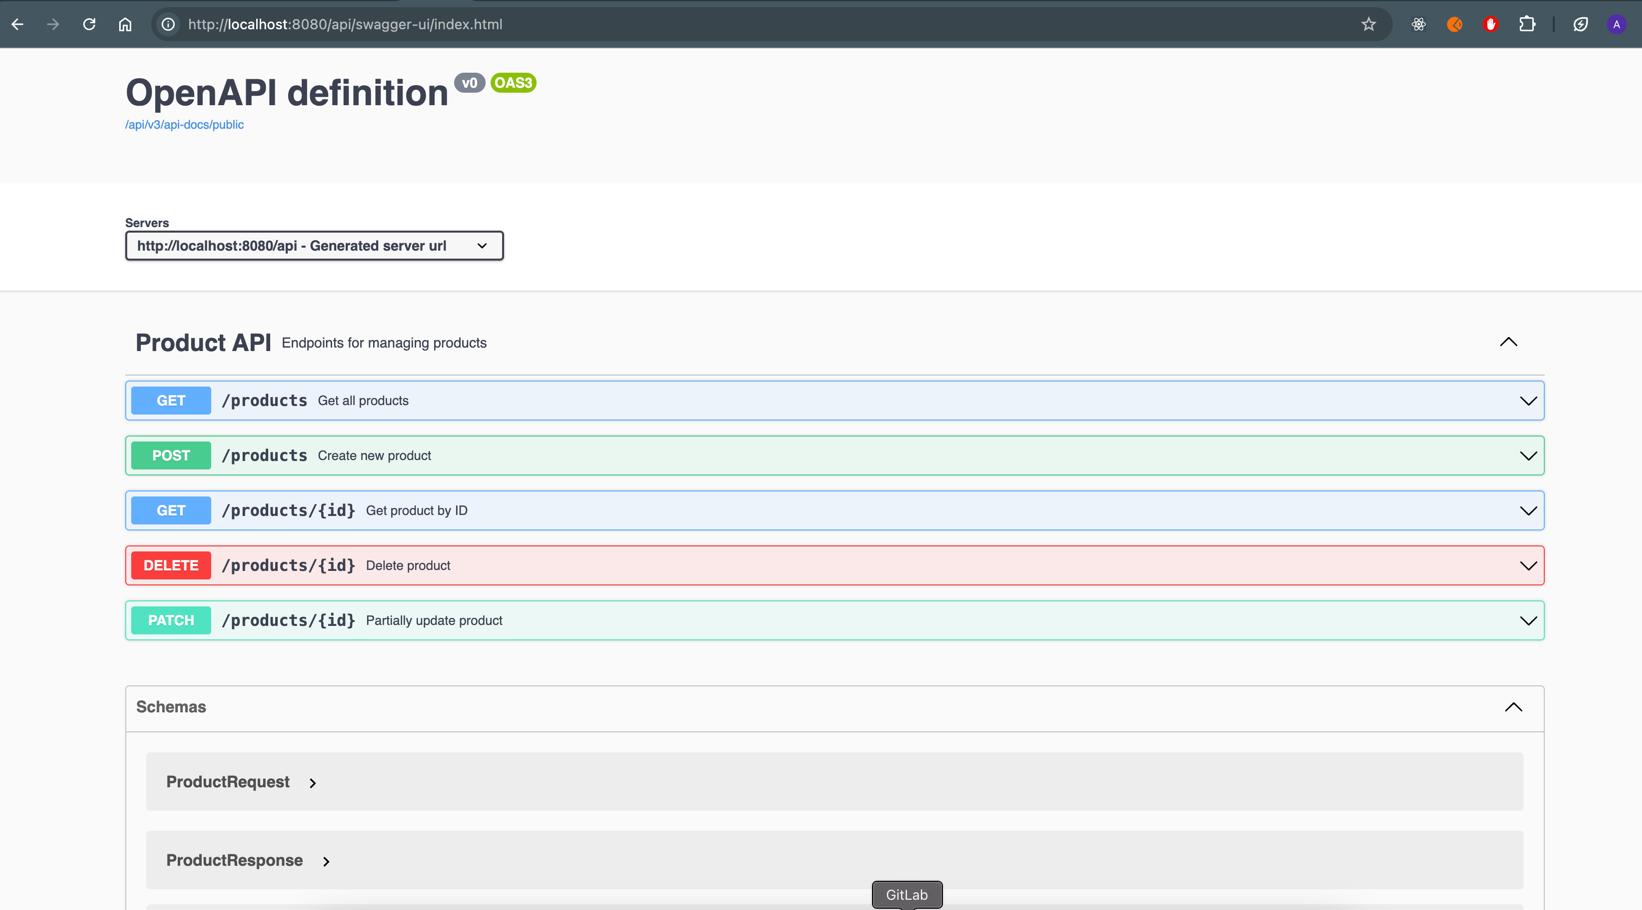 http://localhost:8080/api/swagger-ui/index.html
A
OpenAPI definition v0 OAS3
/api/v3/api-docs/public
Servers
http://localhost:8080/api - Generated server url
Product API Endpoints for managing products
GET /products Get all products
POST /products Create new product
GET /products/{id} Get product by ID
DELETE /products/{id} Delete product
PATCH /products/{id} Partially update product
Schemas
ProductRequest
ProductResponse
GitLab